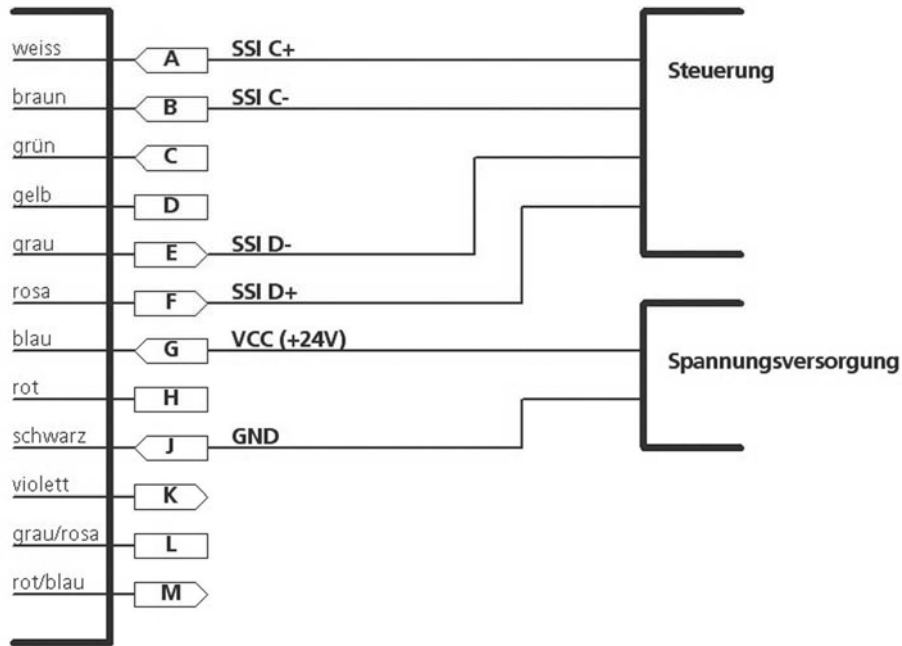 weiss A SSI C+
Steuerung
braun B SSI C-
grün C
gelb D
grau E SSI D-
rosa F SSI D+
blau G VCC (+24V)
Spannungsversorgung
rot H
schwarz J GND
violett K
grau/rosa L
rot/blau M